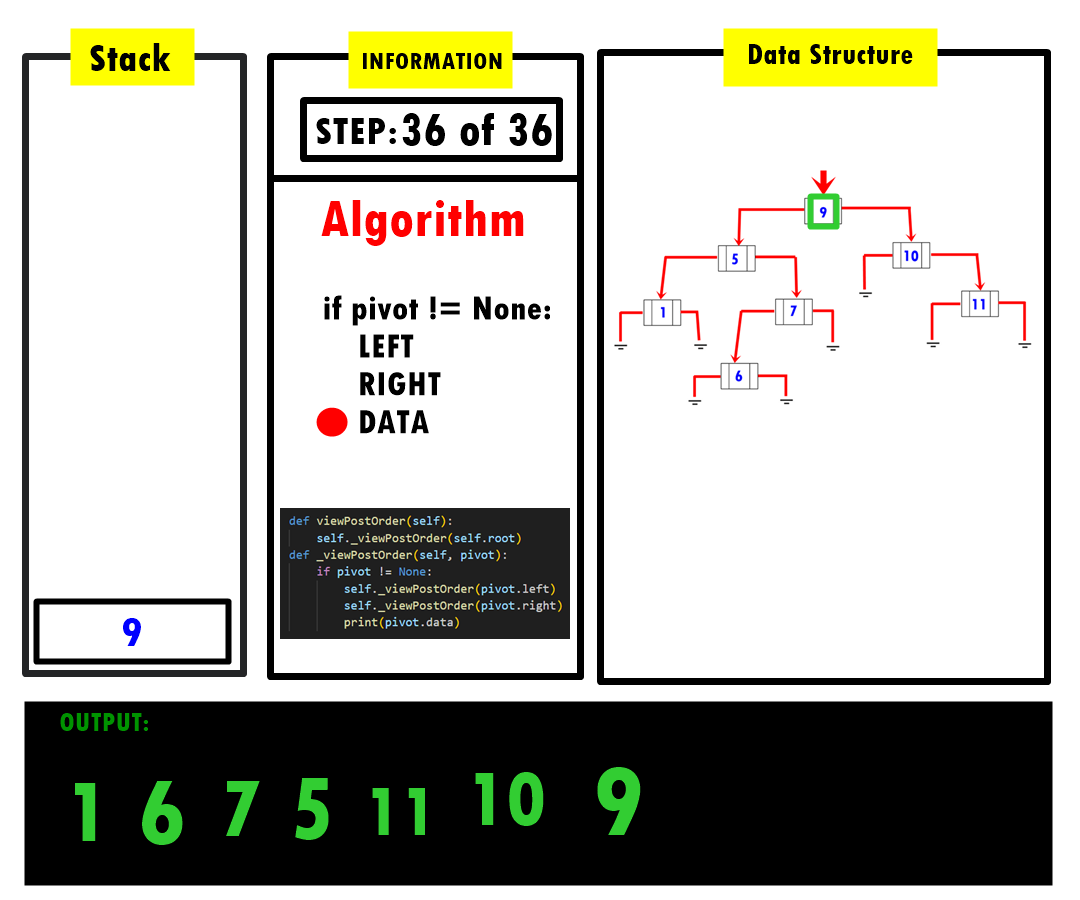 Stack
9
INFORMATION
STEP:36 of 36
Algorithm
if pivot != None:
LEFT
RIGHT
DATA
def viewPostOrder(self):
self._viewPostOrder(self.root)
def _viewPostOrder(self, pivot):
if pivot != None:
self._viewPostOrder(pivot.left)
self._viewPostOrder(pivot.right)
print(pivot.data)
Data Structure
9
5 10
1 7 11
6
OUTPUT:
1 6 7 5 11 10 9